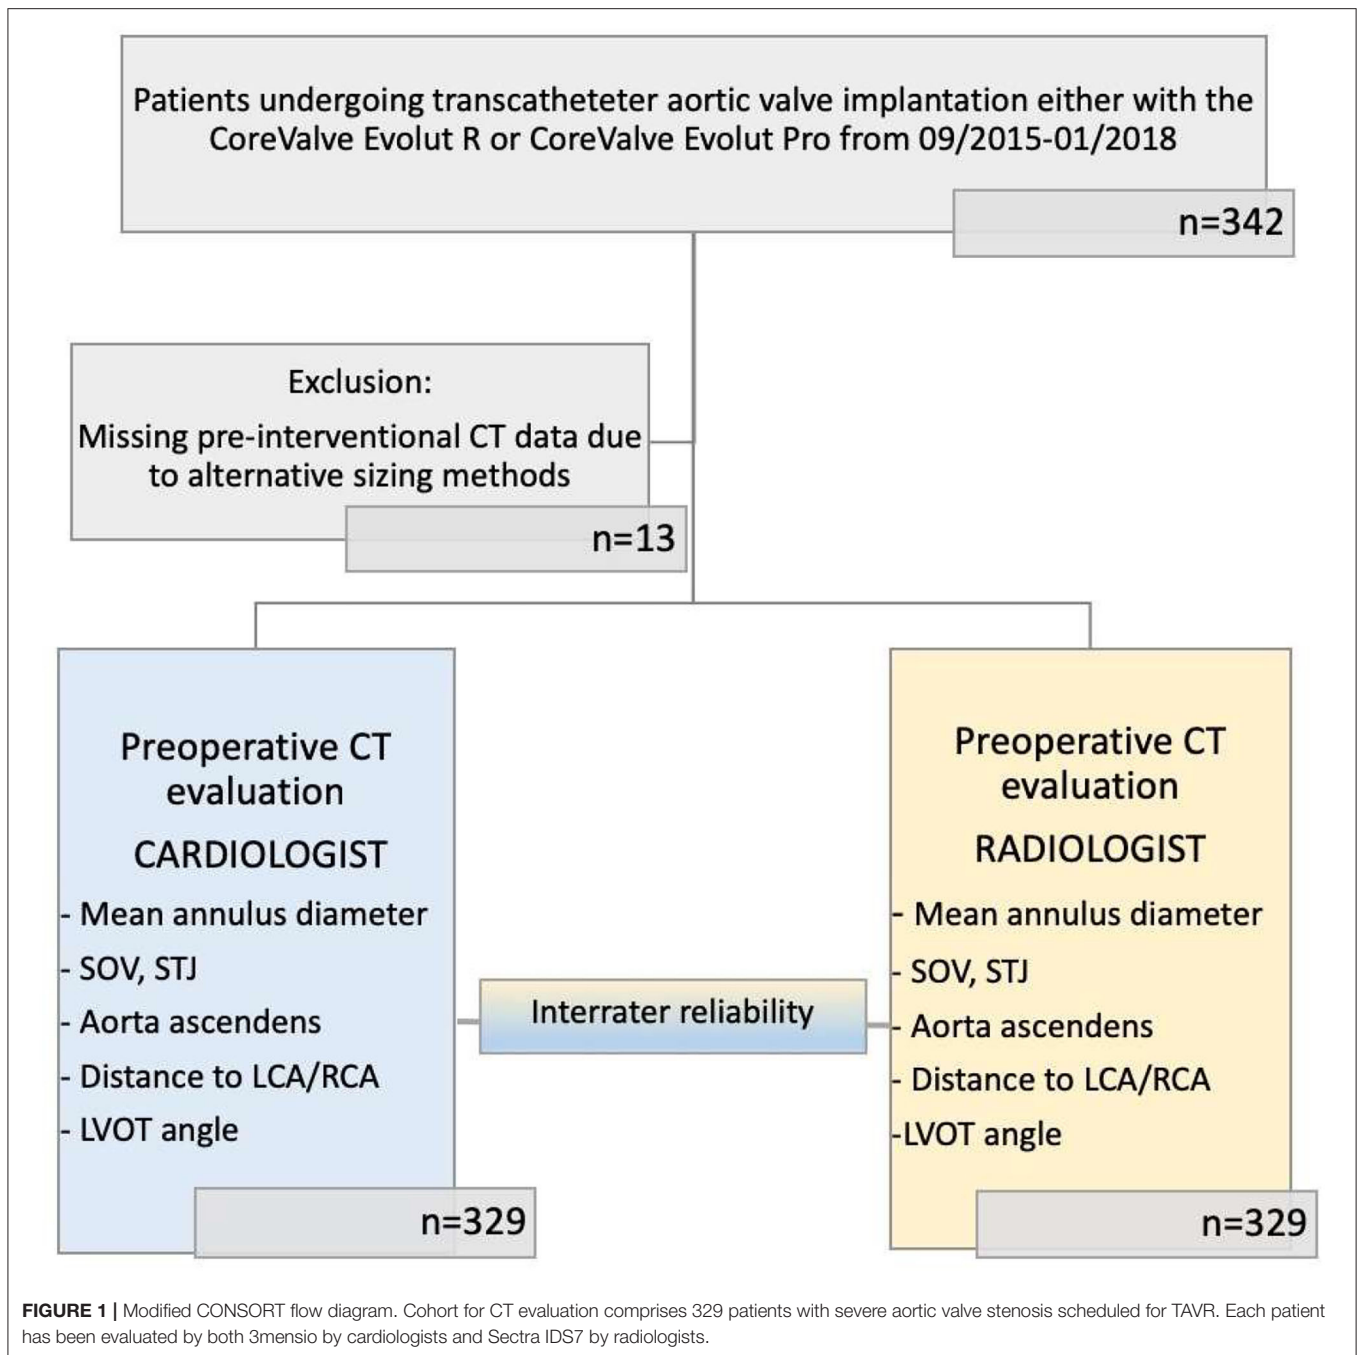 Patients undergoing transcatheteter aortic valve implantation either with the
CoreValve Evolut R or CoreValve Evolut Pro from 09/2015-01/2018
n=342
Exclusion:
Missing pre-interventional CT data due
to alternative sizing methods
n=13
Preoperative CT
evaluation
CARDIOLOGIST
- Mean annulus diameter
- SOV, STJ
- Aorta ascendens
- Distance to LCA/RCA
- LVOT angle
n=329
Interrater reliability
Preoperative CT
evaluation
RADIOLOGIST
- Mean annulus diameter
- SOV, STJ
- Aorta ascendens
- Distance to LCA/RCA
-LVOT angle
n=329
FIGURE 1 | Modified CONSORT flow diagram. Cohort for CT evaluation comprises 329 patients with severe aortic valve stenosis scheduled for TAVR. Each patient
has been evaluated by both 3mensio by cardiologists and Sectra IDS7 by radiologists.